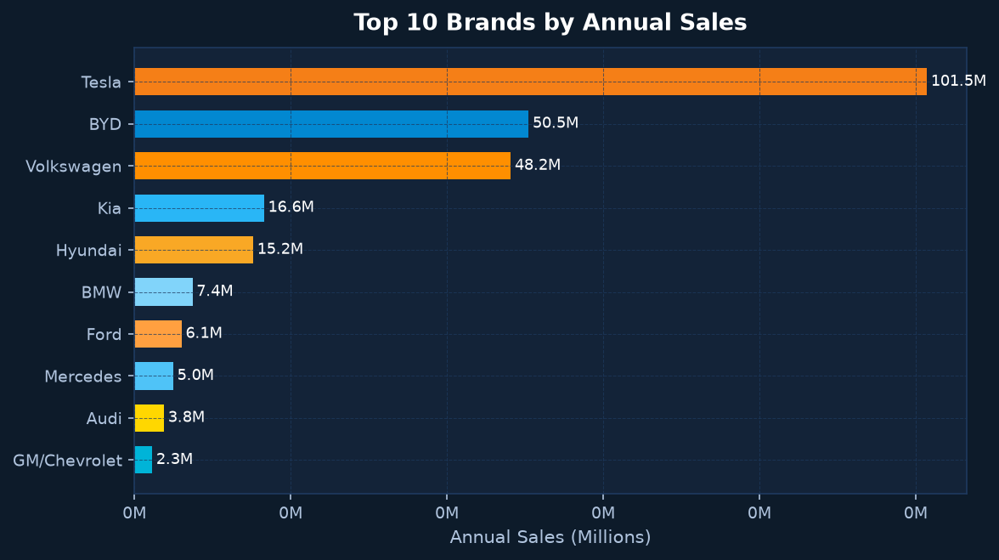 Top 10 Brands by Annual Sales
Tesla 101.5M
BYD 50.5M
Volkswagen 48.2M
Kia 16.6M
Hyundai 15.2M
BMW 7.4M
Ford 6.1M
Mercedes 5.0M
Audi 3.8M
GM/Chevrolet 2.3M
0M 0M 0M 0M 0M 0M
Annual Sales (Millions)